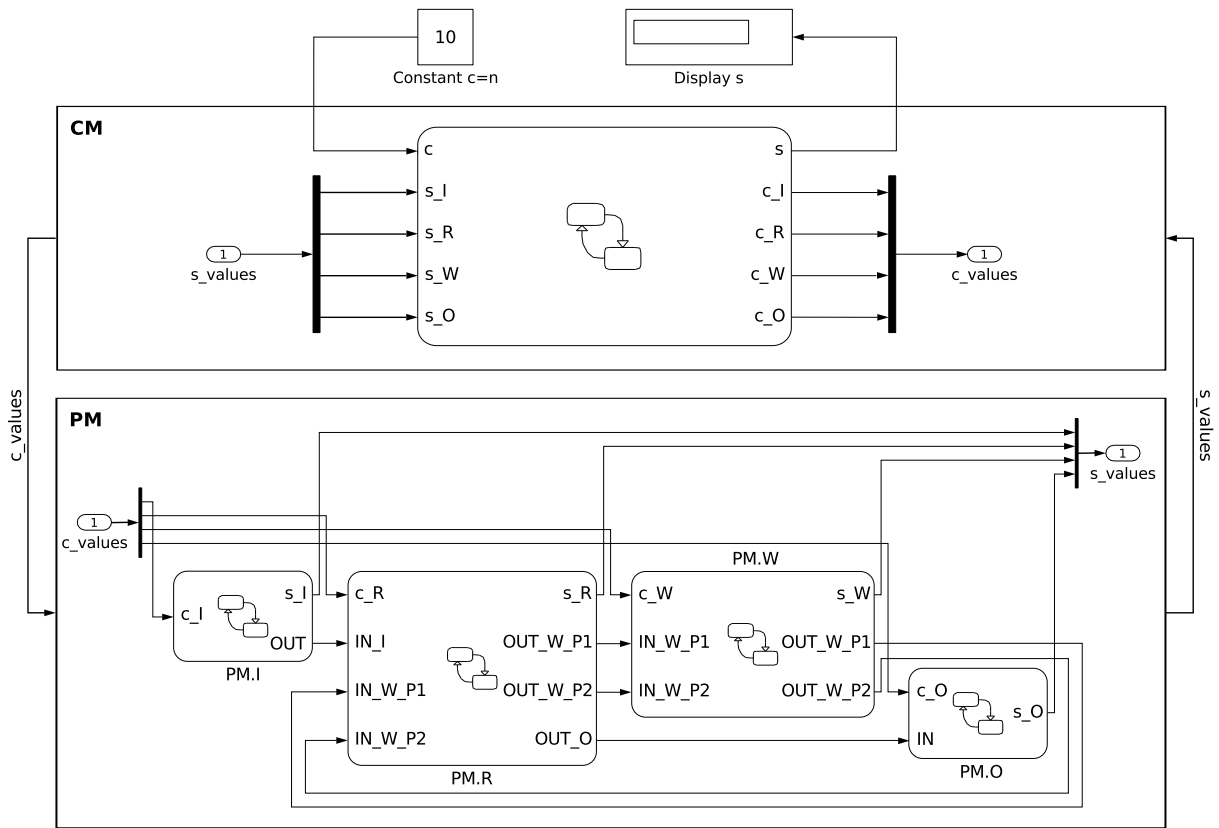 10
Constant c=n
Display s
CM
c
s
s_I
c_I
s_R
c_R
1
s_values
s_W
c_W
1
c_values
s_O
c_O
c_values
s_values
PM
1
s_values
1
c_values
PM.W
c_I
s_I
OUT
PM.I
c_R
s_R
IN_I
OUT_W_P1
IN_W_P1
OUT_W_P2
IN_W_P2
OUT_O
PM.R
c_W
s_W
IN_W_P1
OUT_W_P1
IN_W_P2
OUT_W_P2
c_O
s_O
IN
PM.O